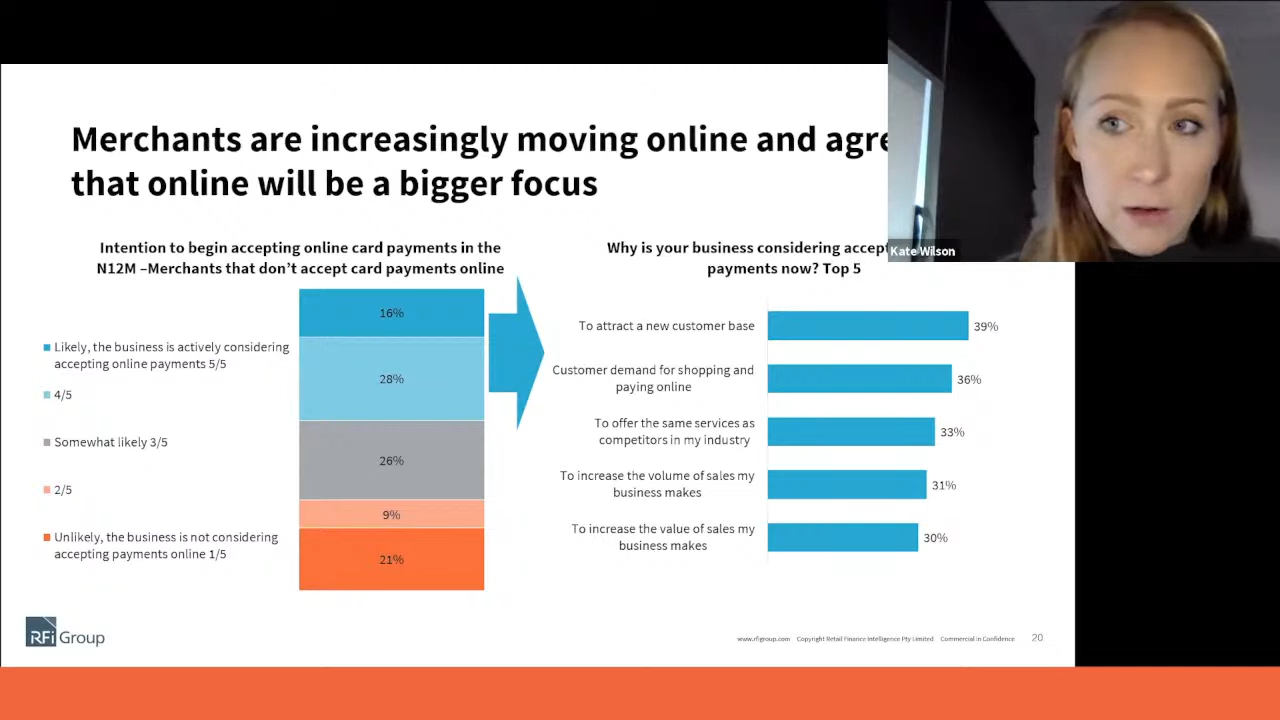 Merchants are increasingly moving online and agre
that online will be a bigger focus
Kate Wilson
Intention to begin accepting online card payments in the
N12M –Merchants that don’t accept card payments online
16%
28%
26%
9%
21%
Likely, the business is actively considering
accepting online payments 5/5
4/5
Somewhat likely 3/5
2/5
Unlikely, the business is not considering
accepting payments online 1/5
Why is your business considering accept
payments now? Top 5
To attract a new customer base
39%
Customer demand for shopping and
paying online
36%
To offer the same services as
competitors in my industry
33%
To increase the volume of sales my
business makes
31%
To increase the value of sales my
business makes
30%
RFi Group
www.rfigroup.com Copyright Retail Finance Intelligence Pty Limited Commercial in Confidence 20